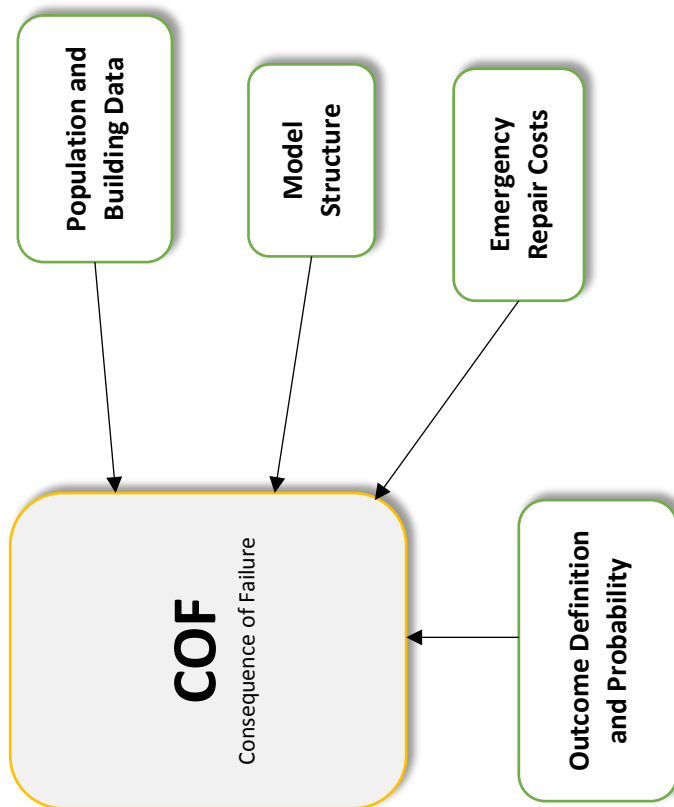 Population and
Building Data
Model
Structure
Emergency
Repair Costs
COF
Consequence of Failure
Outcome Definition
and Probability